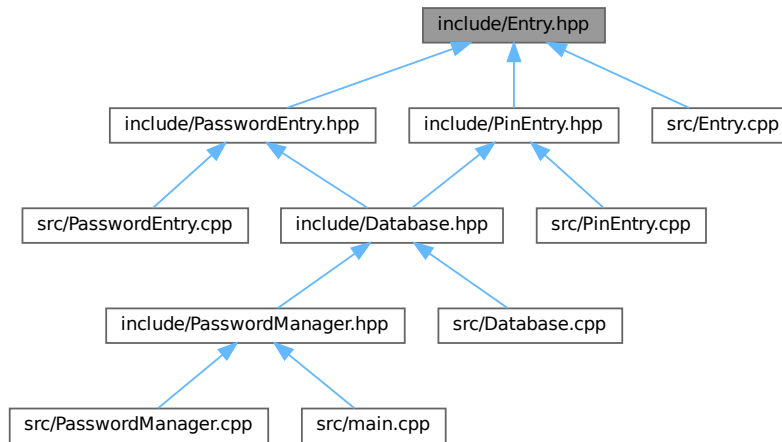 include/Entry.hpp
include/PasswordEntry.hpp
include/PinEntry.hpp
src/Entry.cpp
src/PasswordEntry.cpp
include/Database.hpp
src/PinEntry.cpp
include/PasswordManager.hpp
src/Database.cpp
src/PasswordManager.cpp
src/main.cpp